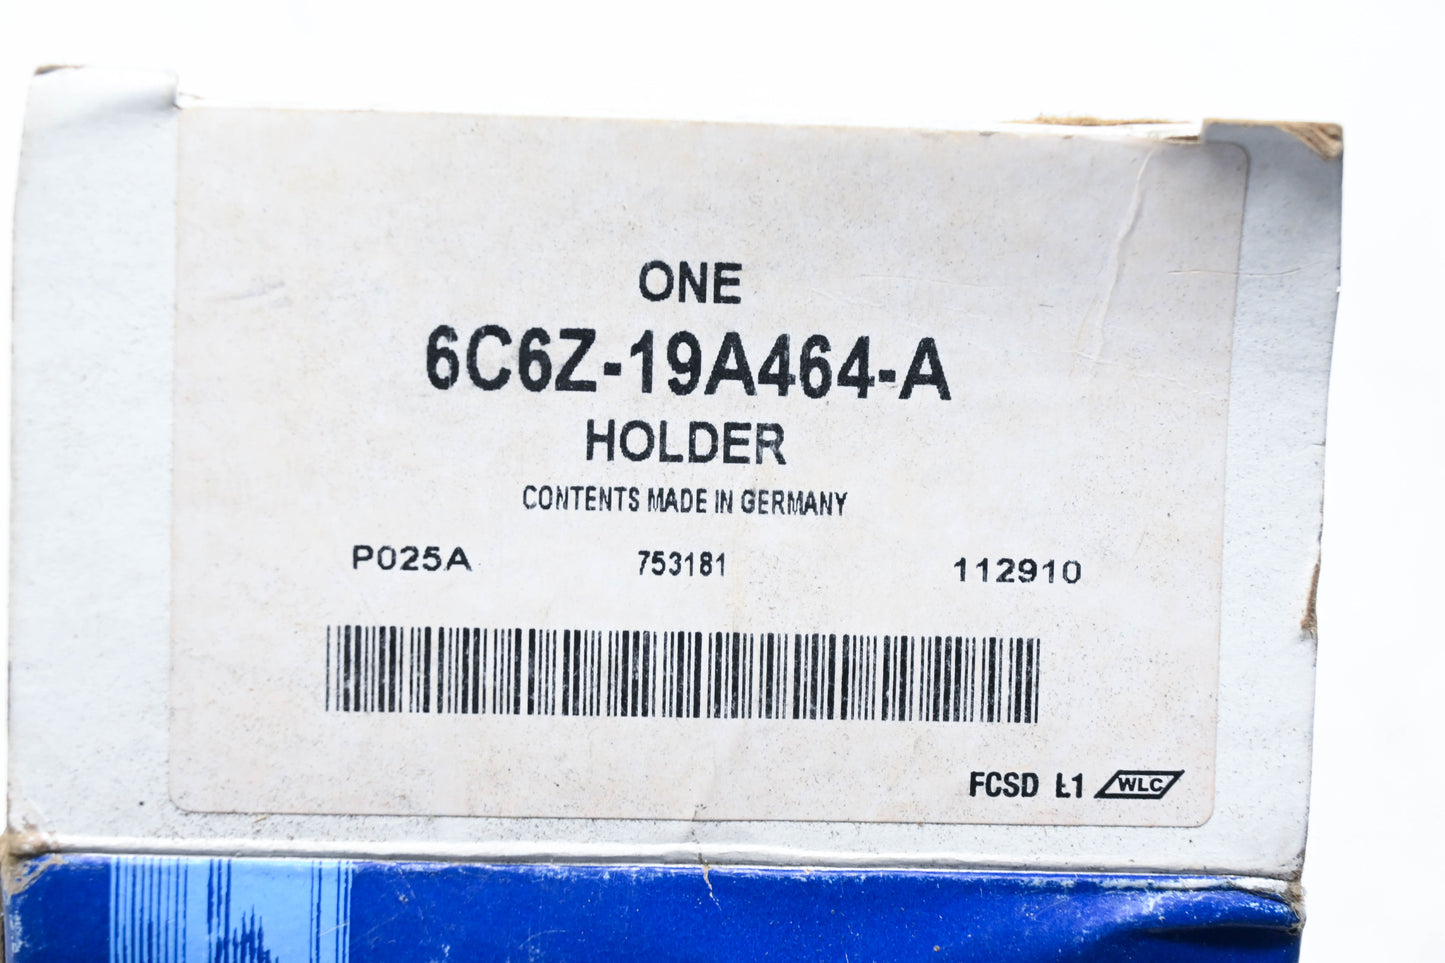 ONE
6C6Z-19A464-A
HOLDER
CONTENTS MADE IN GERMANY
P025A 753181 112910
FCSD L1 WLC